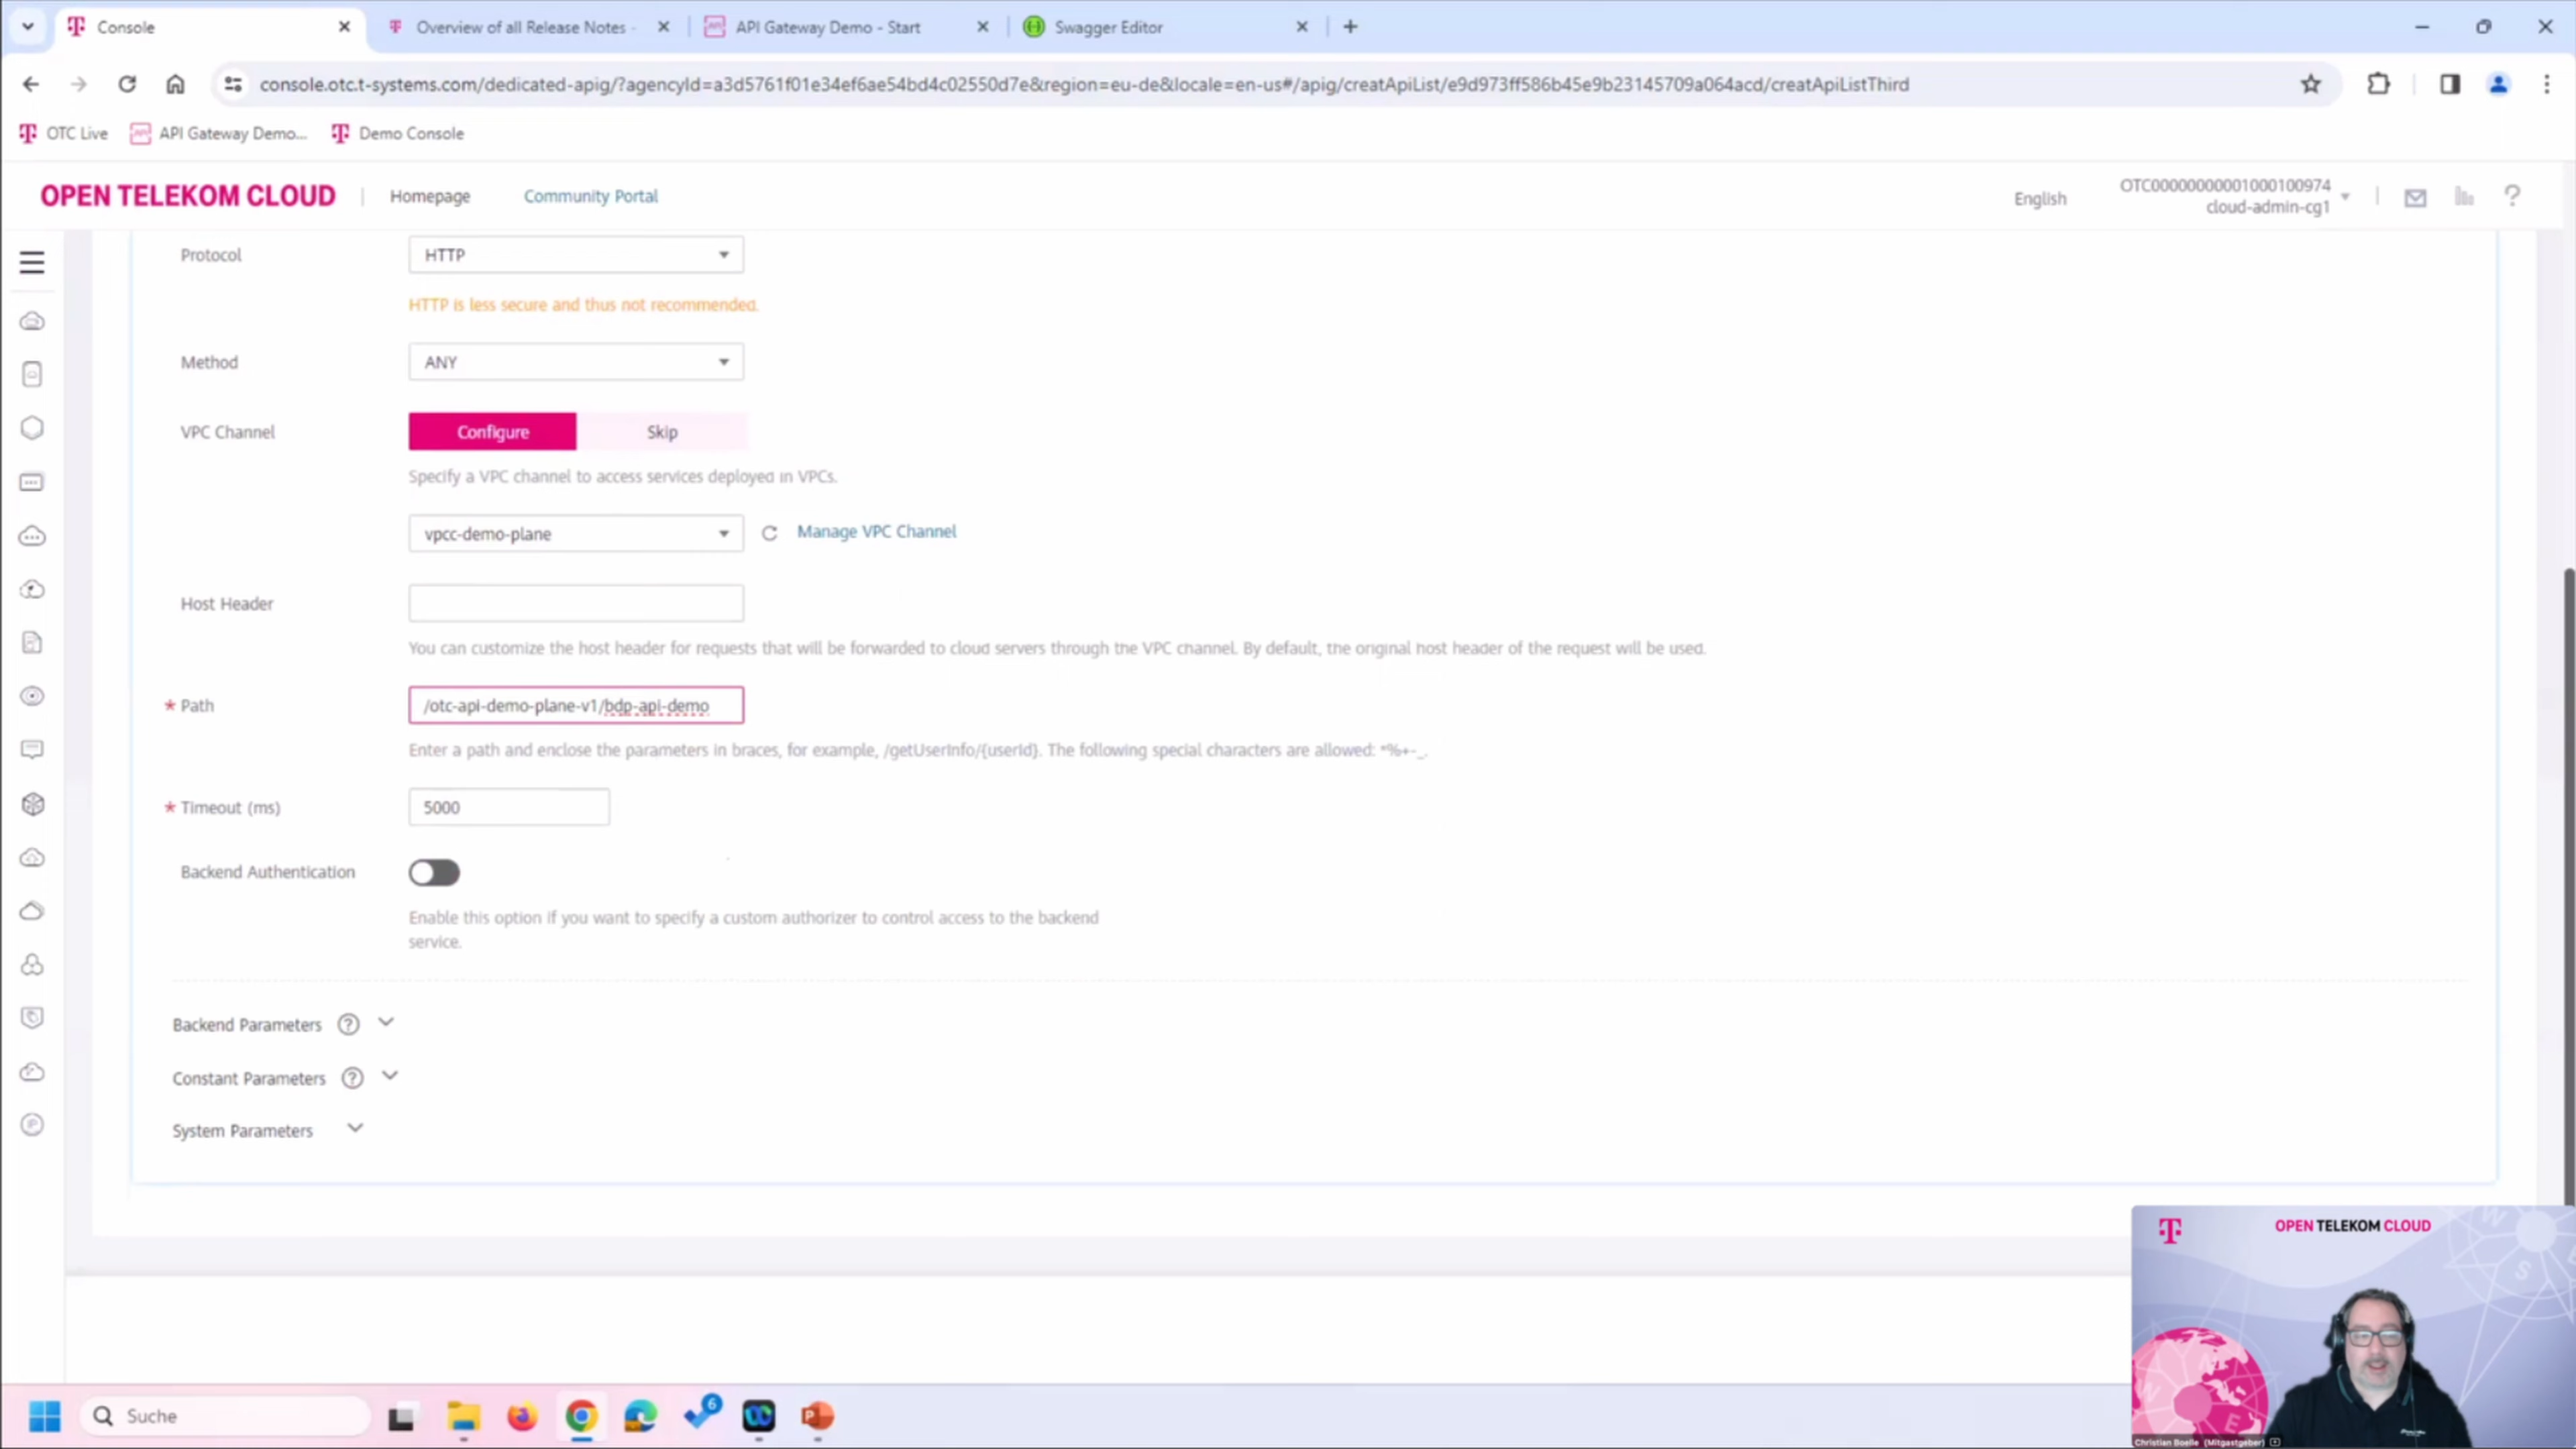 Console
Overview of all Release Notes -
API Gateway Demo - Start
Swagger Editor
console.otc.t-systems.com/dedicated-apig/?agencyId=a3d5761f01e34ef6ae54bd4c02550d7e&region=eu-de&locale=en-us#/apig/creatApiList/e9d973ff586b45e9b23145709a064acd/creatApiListThird
OTC Live
API Gateway Demo...
Demo Console
OPEN TELEKOM CLOUD
Homepage
Community Portal
English
OTC00000000001000100974
cloud-admin-cg1
Protocol
HTTP
HTTP is less secure and thus not recommended.
Method
ANY
VPC Channel
Configure
Skip
Specify a VPC channel to access services deployed in VPCs.
vpcc-demo-plane
Manage VPC Channel
Host Header
You can customize the host header for requests that will be forwarded to cloud servers through the VPC channel. By default, the original host header of the request will be used.
* Path
/otc-api-demo-plane-v1/bdp-api-demo
Enter a path and enclose the parameters in braces, for example, /getUserInfo/{userId}. The following special characters are allowed: *%+-_.
* Timeout (ms)
5000
Backend Authentication
Enable this option if you want to specify a custom authorizer to control access to the backend
service.
Backend Parameters
Constant Parameters
System Parameters
OPEN TELEKOM CLOUD
Suche
6
Christian Boelle (Mitgastgeber)